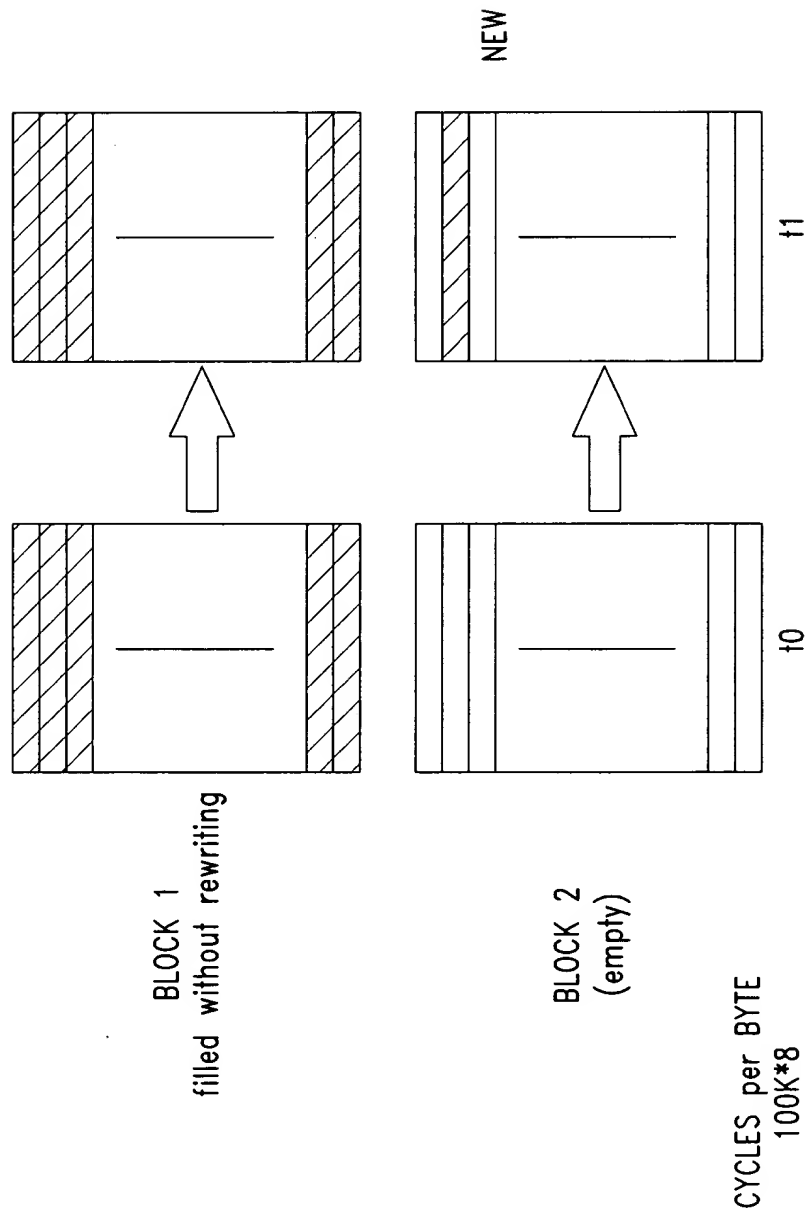 BLOCK 1
filled without rewriting
BLOCK 2
(empty)
NEW
CYCLES per BYTE
100K*8
t0
t1